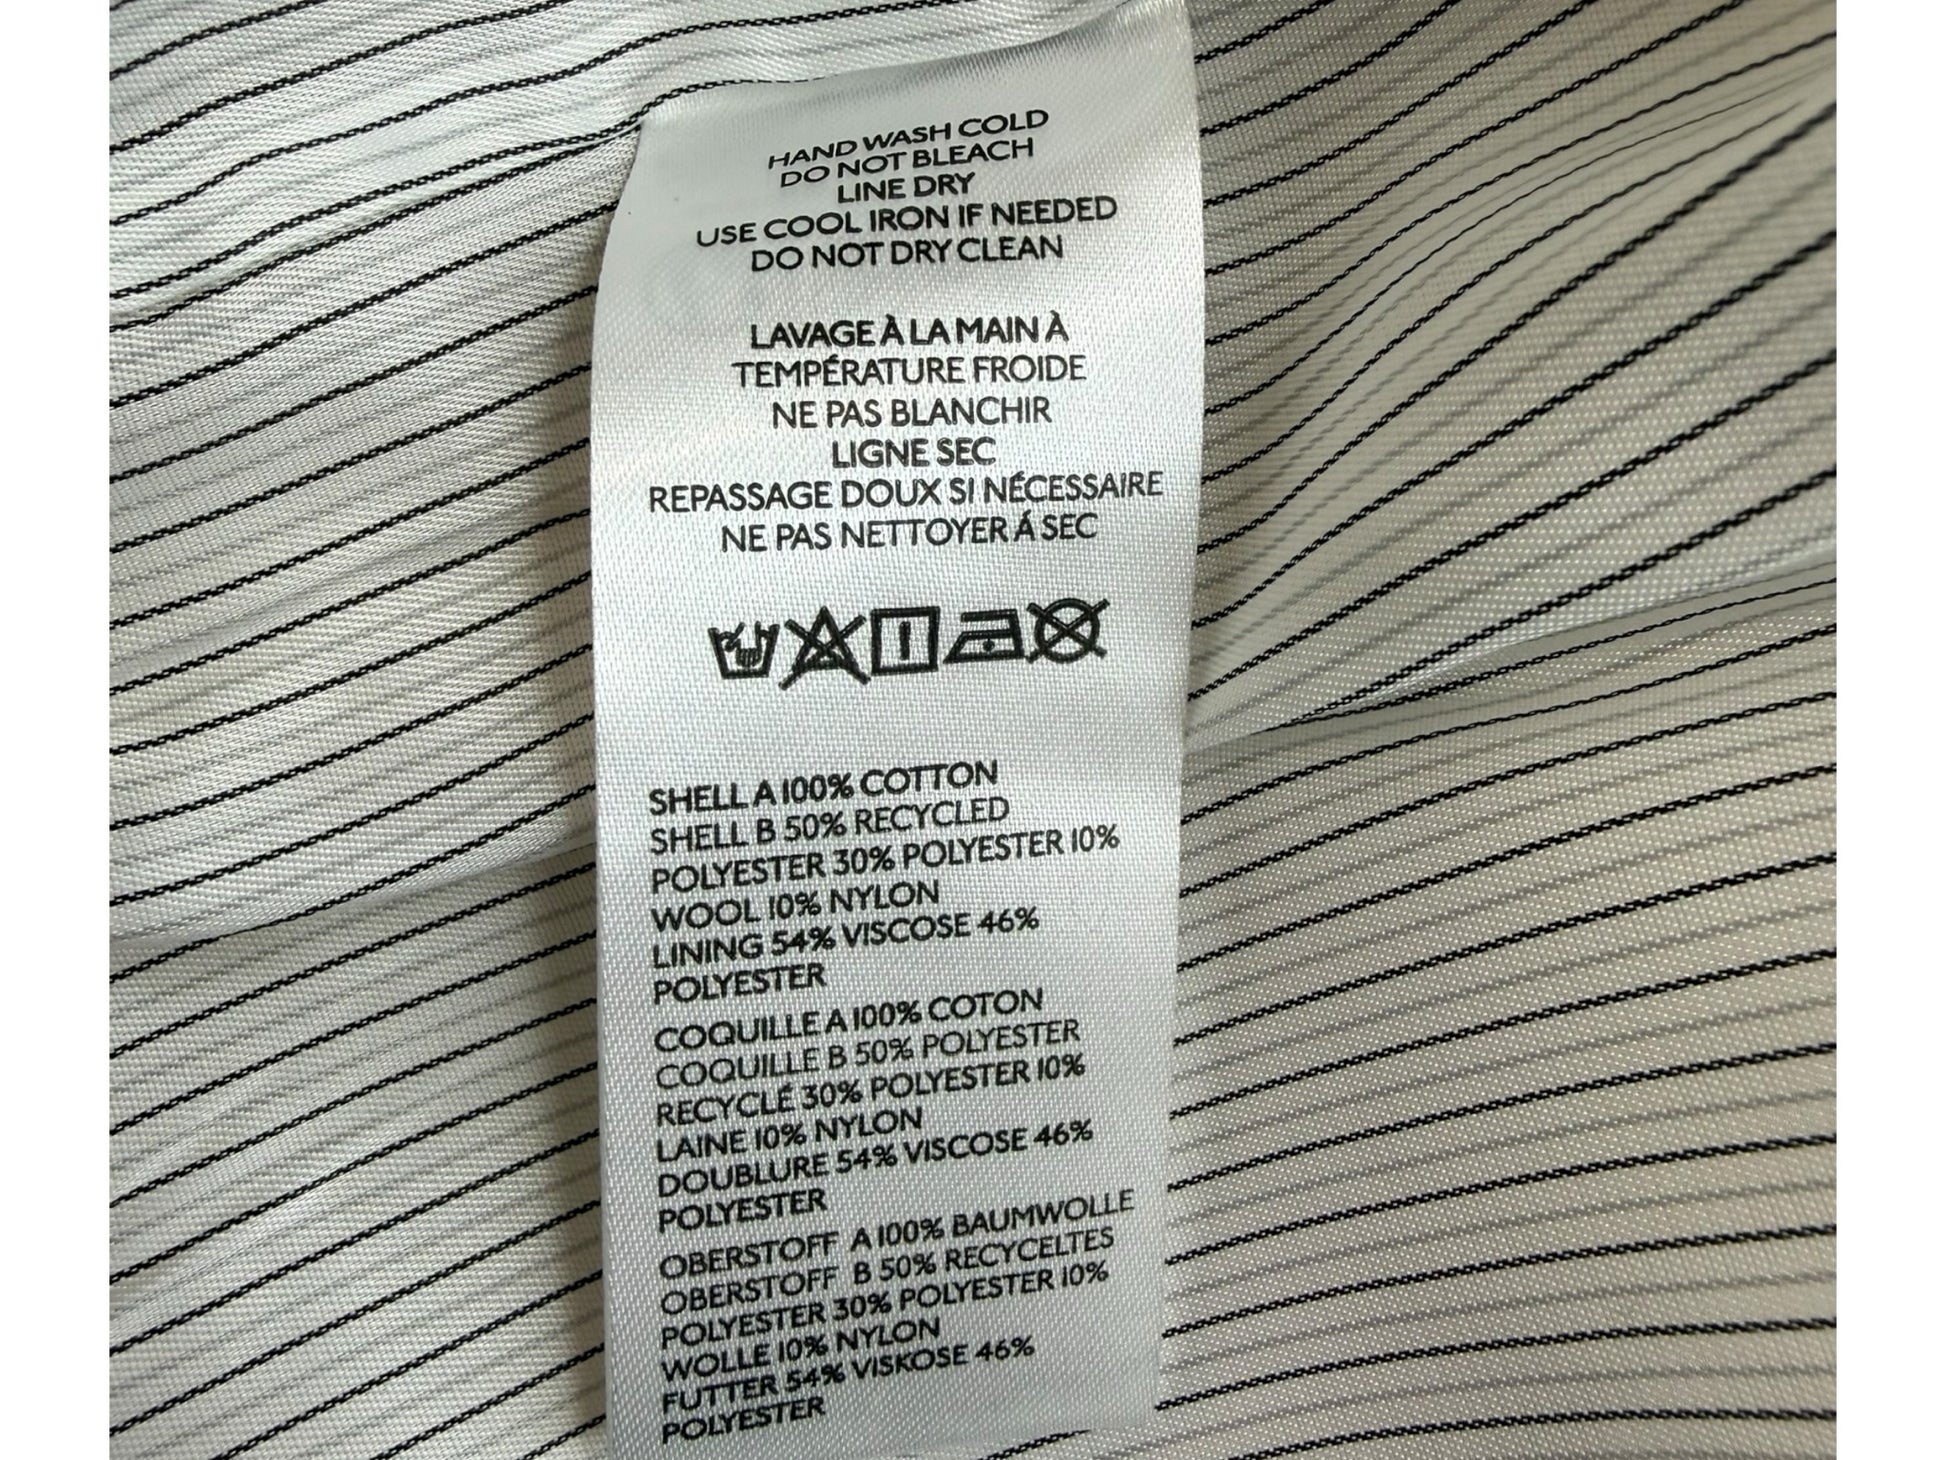 HAND WASH COLD
DO NOT BLEACH
LINE DRY
USE COOL IRON IF NEEDED
DO NOT DRY CLEAN
LAVAGE À LA MAIN À
TEMPÉRATURE FROIDE
NE PAS BLANCHIR
LIGNE SEC
REPASSAGE DOUX SI NÉCESSAIRE
NE PAS NETTOYER Á SEC
SHELL A 100% COTTON
SHELL B 50% RECYCLED
POLYESTER 30% POLYESTER 10%
WOOL 10% NYLON
LINING 54% VISCOSE 46%
POLYESTER
COQUILLE A 100% COTON
COQUILLE B 50% POLYESTER
RECYCLÉ 30% POLYESTER 10%
LAINE 10% NYLON
DOUBLURE 54% VISCOSE 46%
POLYESTER
OBERSTOFF A 100% BAUMWOLLE
OBERSTOFF B 50% RECYCELTES
POLYESTER 30% POLYESTER 10%
WOLLE 10% NYLON
FUTTER 54% VISKOSE 46%
POLYESTER